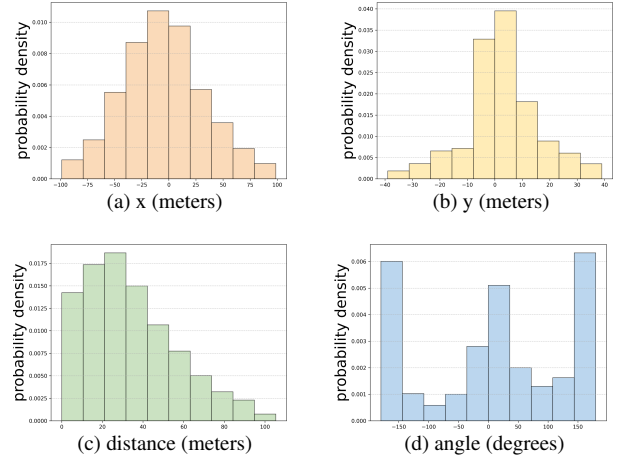 probability density
0.010
0.008
0.006
0.004
0.002
0.000
−100 −75 −50 −25 0 25 50 75 100
(a) x (meters)
probability density
0.040
0.035
0.030
0.025
0.020
0.015
0.010
0.005
0.000
−40 −30 −20 −10 0 10 20 30 40
(b) y (meters)
probability density
0.0175
0.0150
0.0125
0.0100
0.0075
0.0050
0.0025
0.0000
0 20 40 60 80 100
(c) distance (meters)
probability density
0.006
0.005
0.004
0.003
0.002
0.001
0.000
−150 −100 −50 0 50 100 150
(d) angle (degrees)